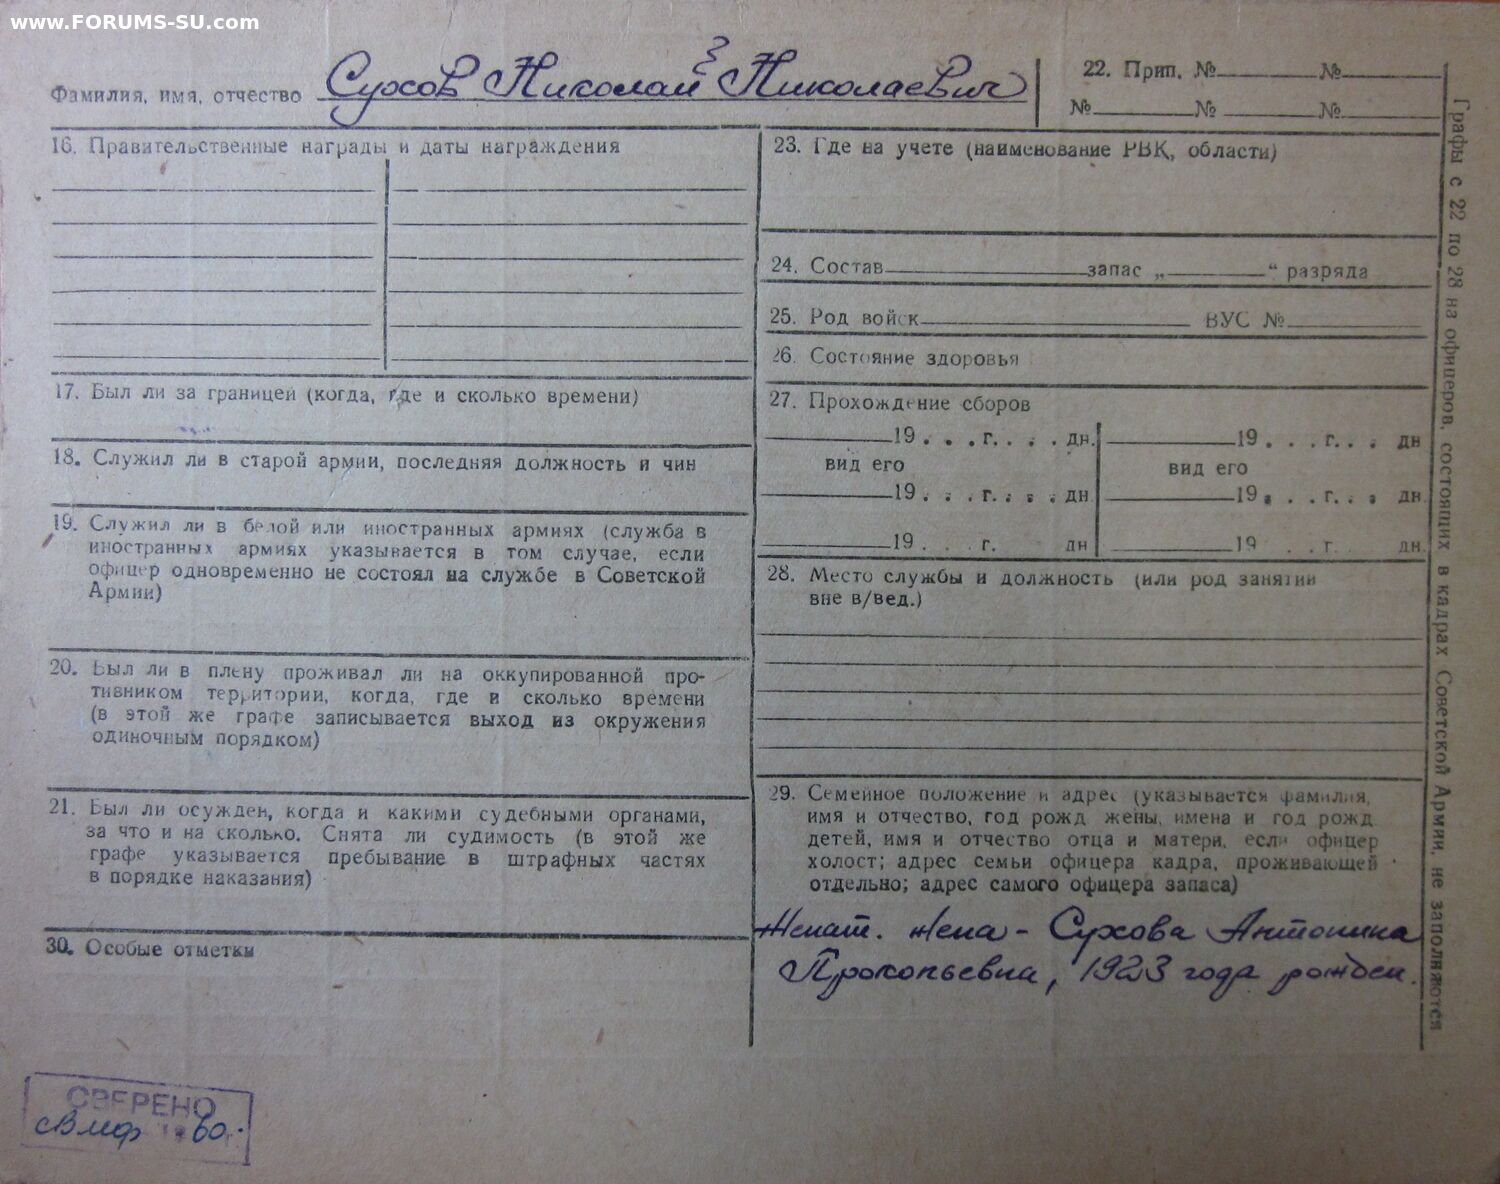 www.FORUMS-SU.com
Фамилия, имя, отчество Сухов Николай Николаевич
3
22. Прип. № №
№ № №
16. Правительственные награды и даты награждения
17. Был ли за границей (когда, где и сколько времени)
18. Служил ли в старой армии, последняя должность и чин
19. Служил ли в белой или иностранных армиях (служба в
иностранных армиях указывается в том случае, если
офицер одновременно не состоял на службе в Советской
Армии)
20. Был ли в плену проживал ли на оккупированной про-
тивником территории, когда, где и сколько времени
(в этой же графе записывается выход из окружения
одиночным порядком)
21. Был ли осужден, когда и какими судебными органами,
за что и на сколько. Снята ли судимость (в этой же
графе указывается пребывание в штрафных частях
в порядке наказания)
30. Особые отметки
23. Где на учете (наименование РВК, области)
24. Состав запас „ “ разряда
25. Род войск ВУС №
26. Состояние здоровья
27. Прохождение сборов
19 . . . г. . . . дн. 19 . . . г. . . дн
вид его вид его
19 . . . г. . . . дн. 19 . . . г. . . дн.
19 . . г. дн 19 . . г. дн.
28. Место службы и должность (или род занятий
вне в/вед.)
29. Семейное положение и адрес (указывается фамилия,
имя и отчество, год рожд. жены, имена и год рожд.
детей, имя и отчество отца и матери, если офицер
холост; адрес семьи офицера кадра, проживающей
отдельно; адрес самого офицера запаса)
Женат. Жена - Сухова Антонина
Прокопьевна, 1923 года рожден.
Графы с 22 по 28 на офицеров, состоящих в кадрах Советской Армии, не заполняются
СВЕРЕНО
60.